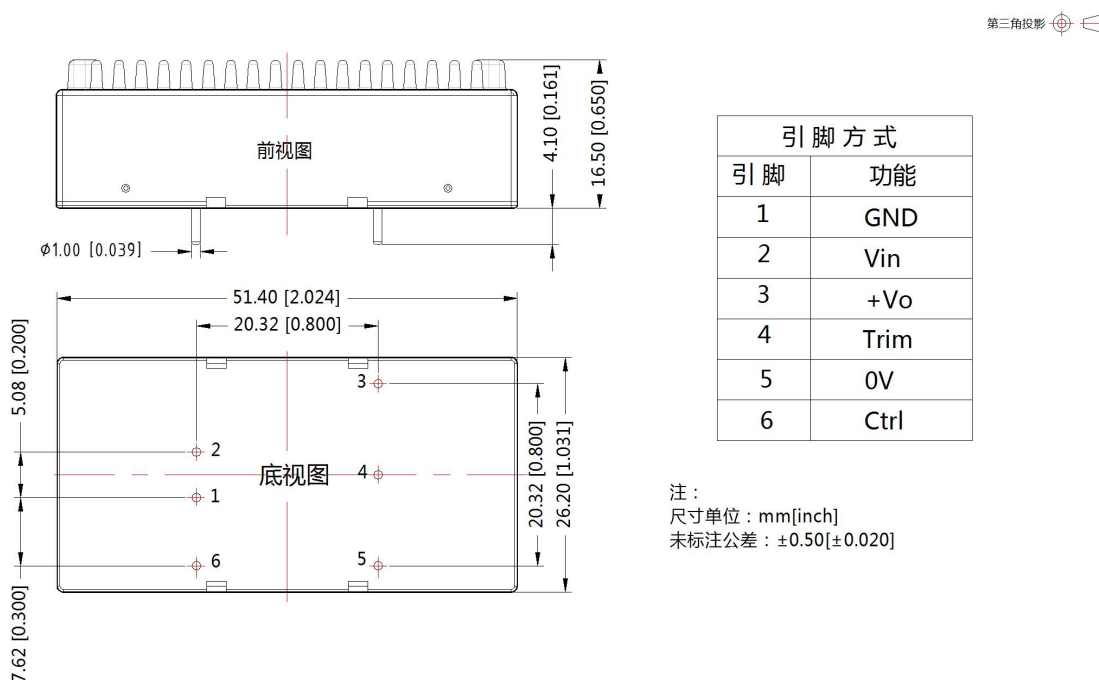 第三角投影
前视图
4.10 [0.161]
16.50 [0.650]
φ1.00 [0.039]
51.40 [2.024]
20.32 [0.800]
5.08 [0.200]
3
2
底视图
4
1
6
5
20.32 [0.800]
26.20 [1.031]
7.62 [0.300]
引脚方式
引脚 功能
1 GND
2 Vin
3 +Vo
4 Trim
5 0V
6 Ctrl
注：
尺寸单位：mm[inch]
未标注公差：±0.50[±0.020]